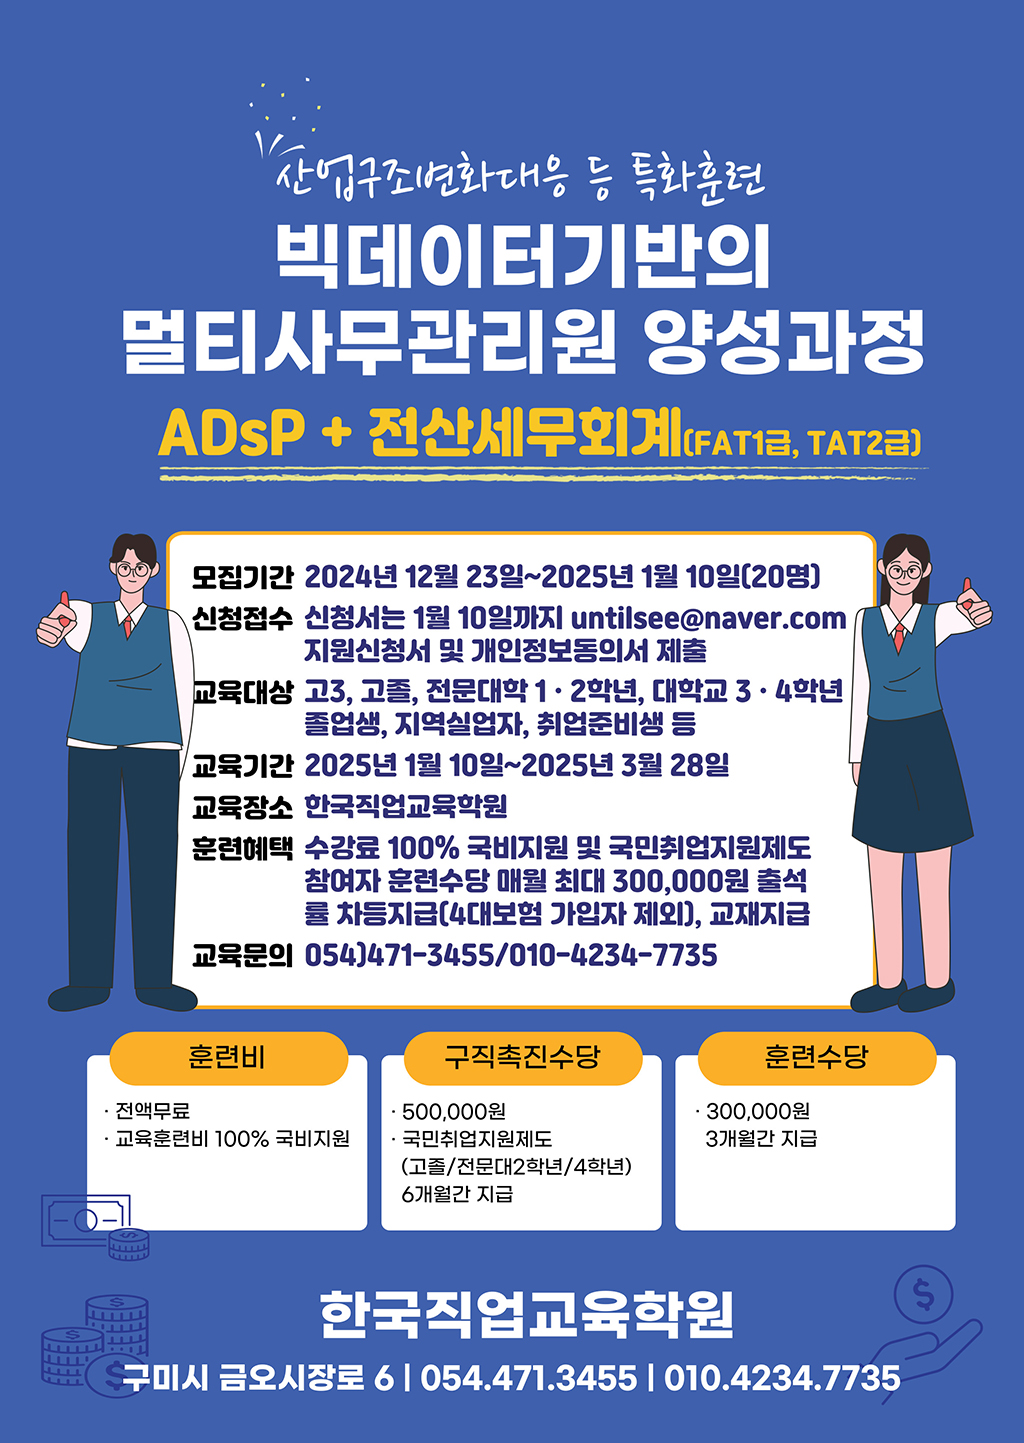 산업구조변화대응 등 특화훈련
빅데이터기반의
멀티사무관리원 양성과정
ADsP + 전산세무회계(FAT1급, TAT2급)
모집기간 2024년 12월 23일~2025년 1월 10일(20명)
신청접수 신청서는 1월 10일까지 untilsee@naver.com
지원신청서 및 개인정보동의서 제출
교육대상 고3, 고졸, 전문대학 1 · 2학년, 대학교 3 · 4학년
졸업생, 지역실업자, 취업준비생 등
교육기간 2025년 1월 10일~2025년 3월 28일
교육장소 한국직업교육학원
훈련혜택 수강료 100% 국비지원 및 국민취업지원제도
참여자 훈련수당 매월 최대 300,000원 출석
률 차등지급(4대보험 가입자 제외), 교재지급
교육문의 054)471-3455/010-4234-7735
훈련비
· 전액무료
· 교육훈련비 100% 국비지원
구직촉진수당
· 500,000원
· 국민취업지원제도
(고졸/전문대2학년/4학년)
6개월간 지급
훈련수당
· 300,000원
3개월간 지급
한국직업교육학원
구미시 금오시장로 6 | 054.471.3455 | 010.4234.7735